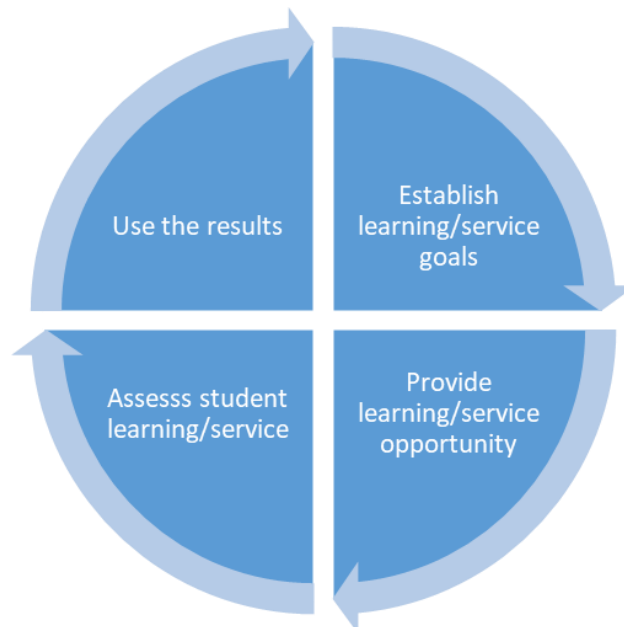 Use the results
Establish
learning/service
goals
Assesss student
learning/service
Provide
learning/service
opportunity